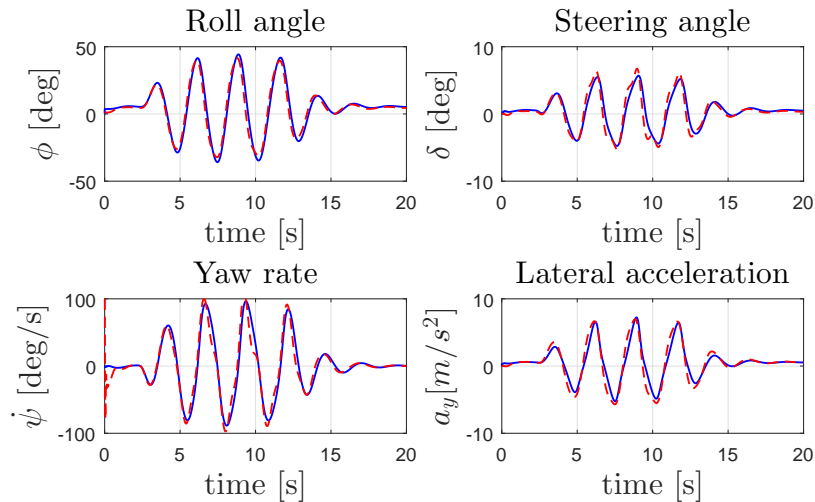 Roll angle
50
0
-50
ϕ [deg]
0 5 10 15 20
time [s]
Steering angle
10
0
-10
δ [deg]
0 5 10 15 20
time [s]
Yaw rate
100
0
-100
ψ̇ [deg/s]
0 5 10 15 20
time [s]
Lateral acceleration
10
0
-10
a_y[m/s²]
0 5 10 15 20
time [s]